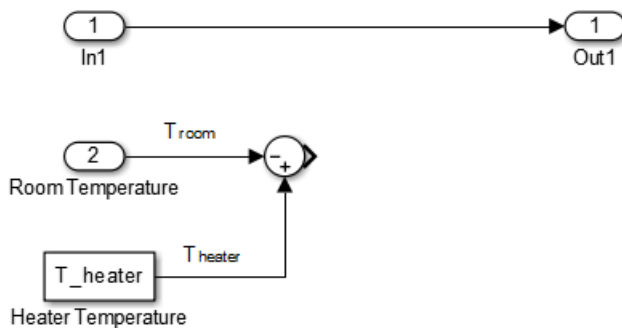 1
In1
1
Out1
T room
2
- +
Room Temperature
T heater
T_heater
Heater Temperature